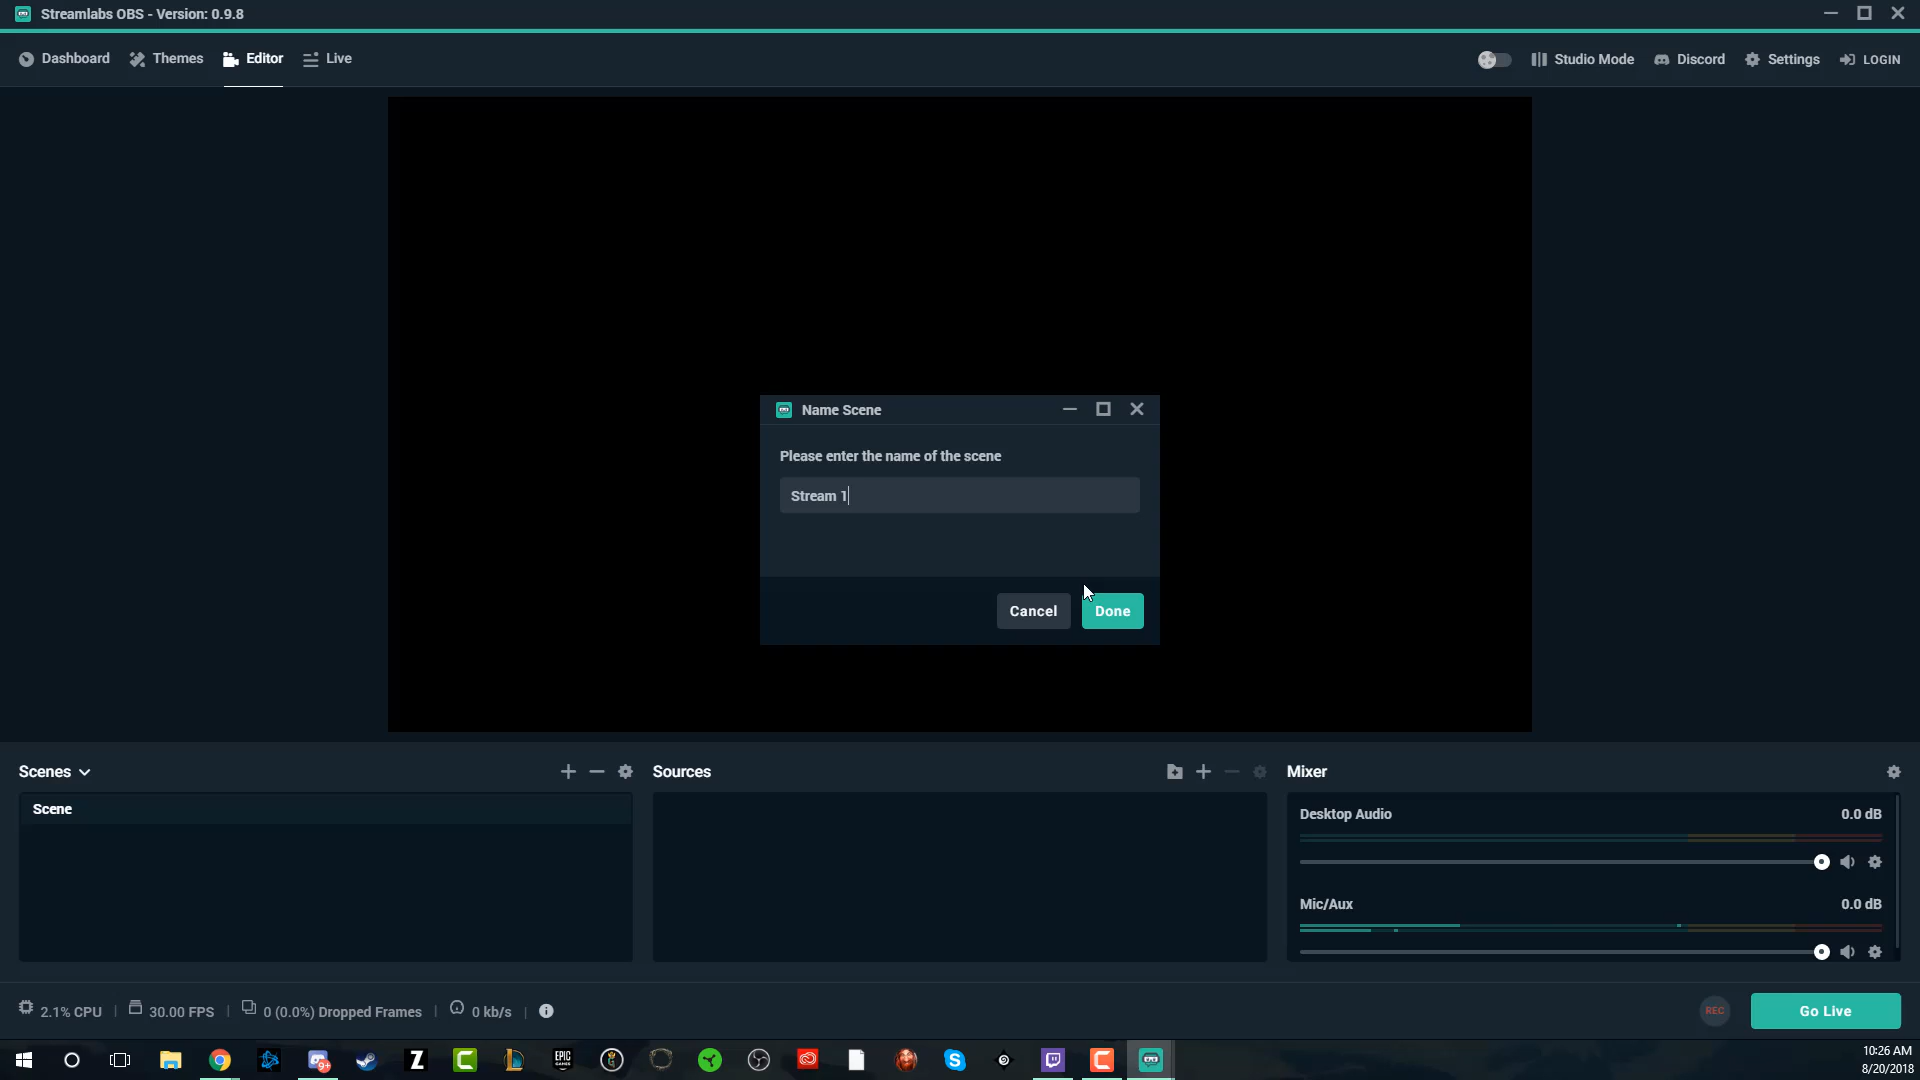 Streamlabs OBS - Version: 0.9.8
Dashboard
Themes
Editor
Live
Studio Mode
Discord
Settings
LOGIN
Name Scene
Please enter the name of the scene
Stream 1
Cancel
Done
Scenes
Scene
Sources
Mixer
Desktop Audio
0.0 dB
Mic/Aux
0.0 dB
2.1% CPU
30.00 FPS
0 (0.0%) Dropped Frames
0 kb/s
REC
Go Live
9+
Z
EPIC
GAMES
10:26 AM
8/20/2018